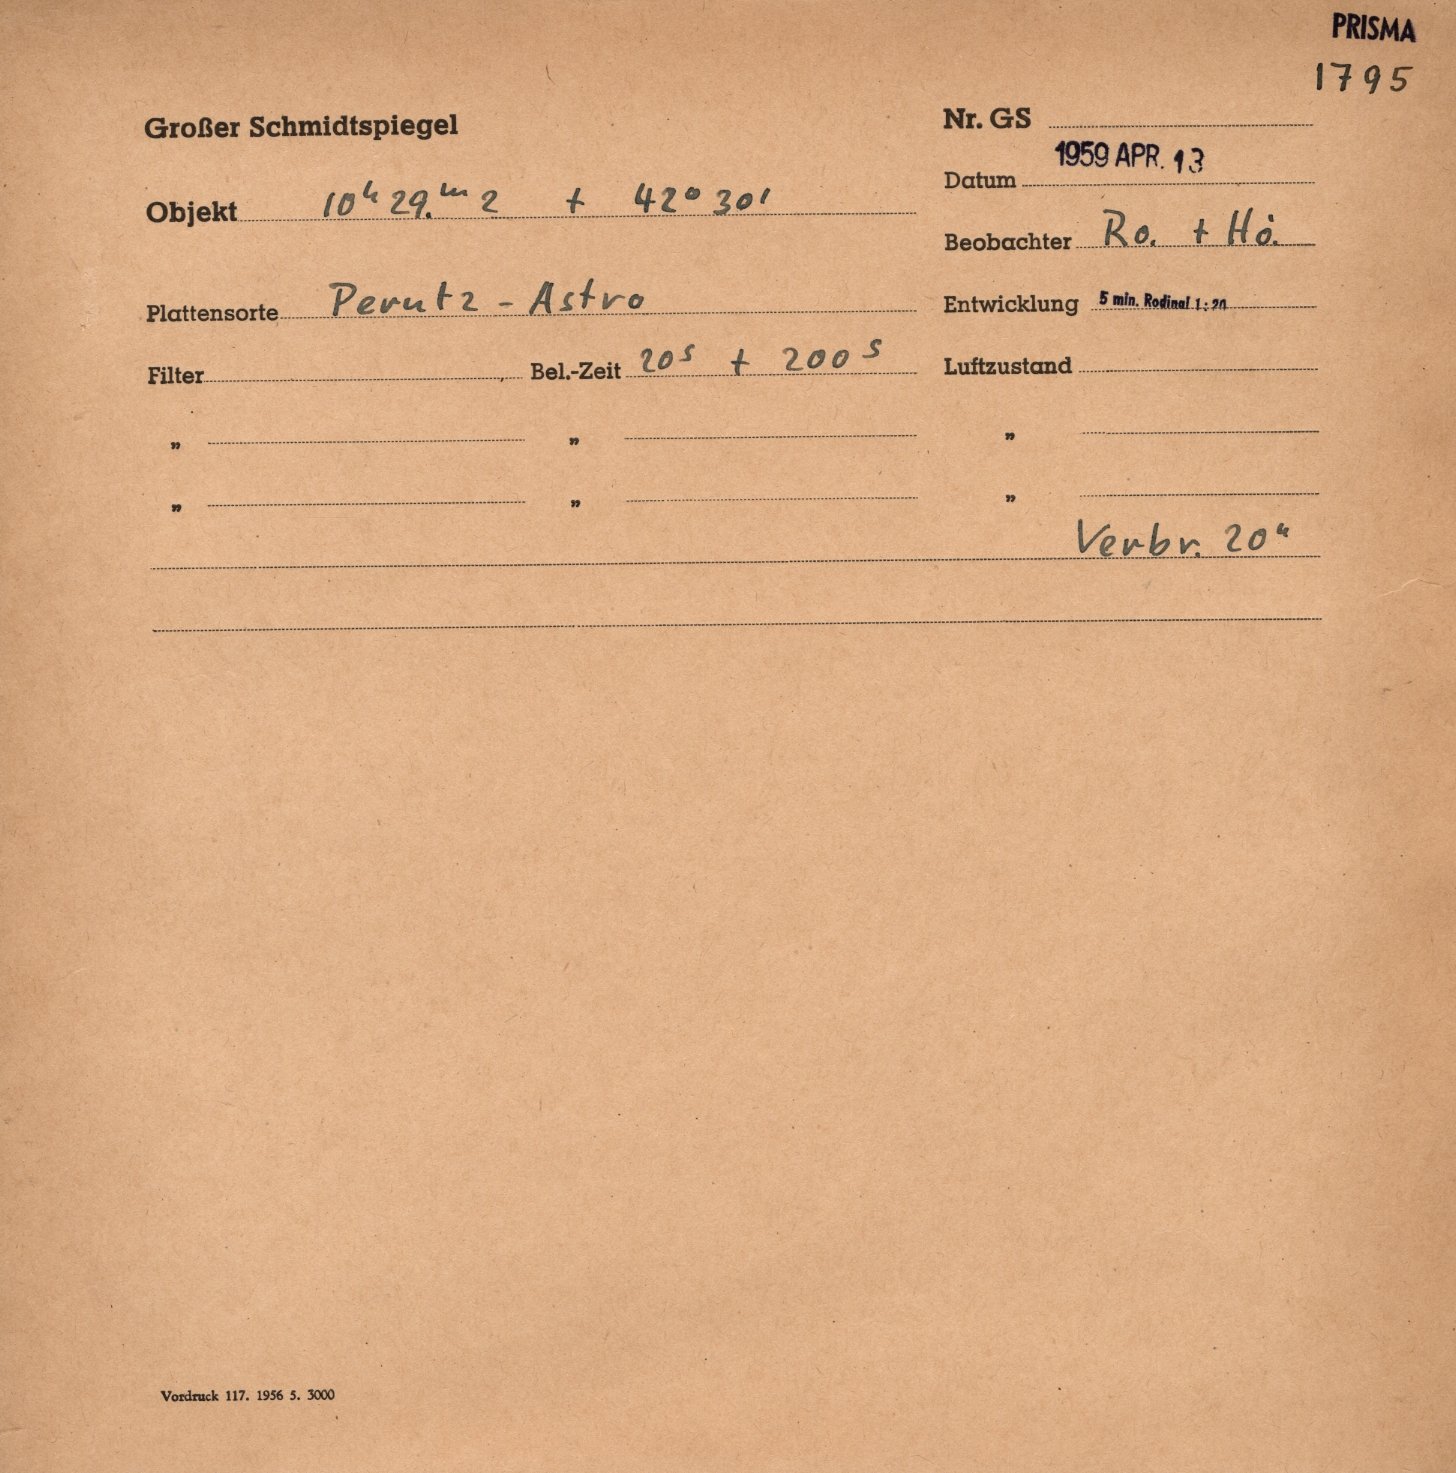 PRISMA
1795
Großer Schmidtspiegel
Nr. GS
Datum 1959 APR. 13
Objekt 10ʰ 29.ᵐ 2 + 42° 30'
Beobachter Ro. + Hö.
Plattensorte Perutz - Astro
Entwicklung 5 min. Rodinal 1:20
Filter Bel.-Zeit 20ˢ + 200ˢ Luftzustand
„ „ „
„ „ „
Verbr. 20ᵘ
Vordruck 117. 1956 5. 3000